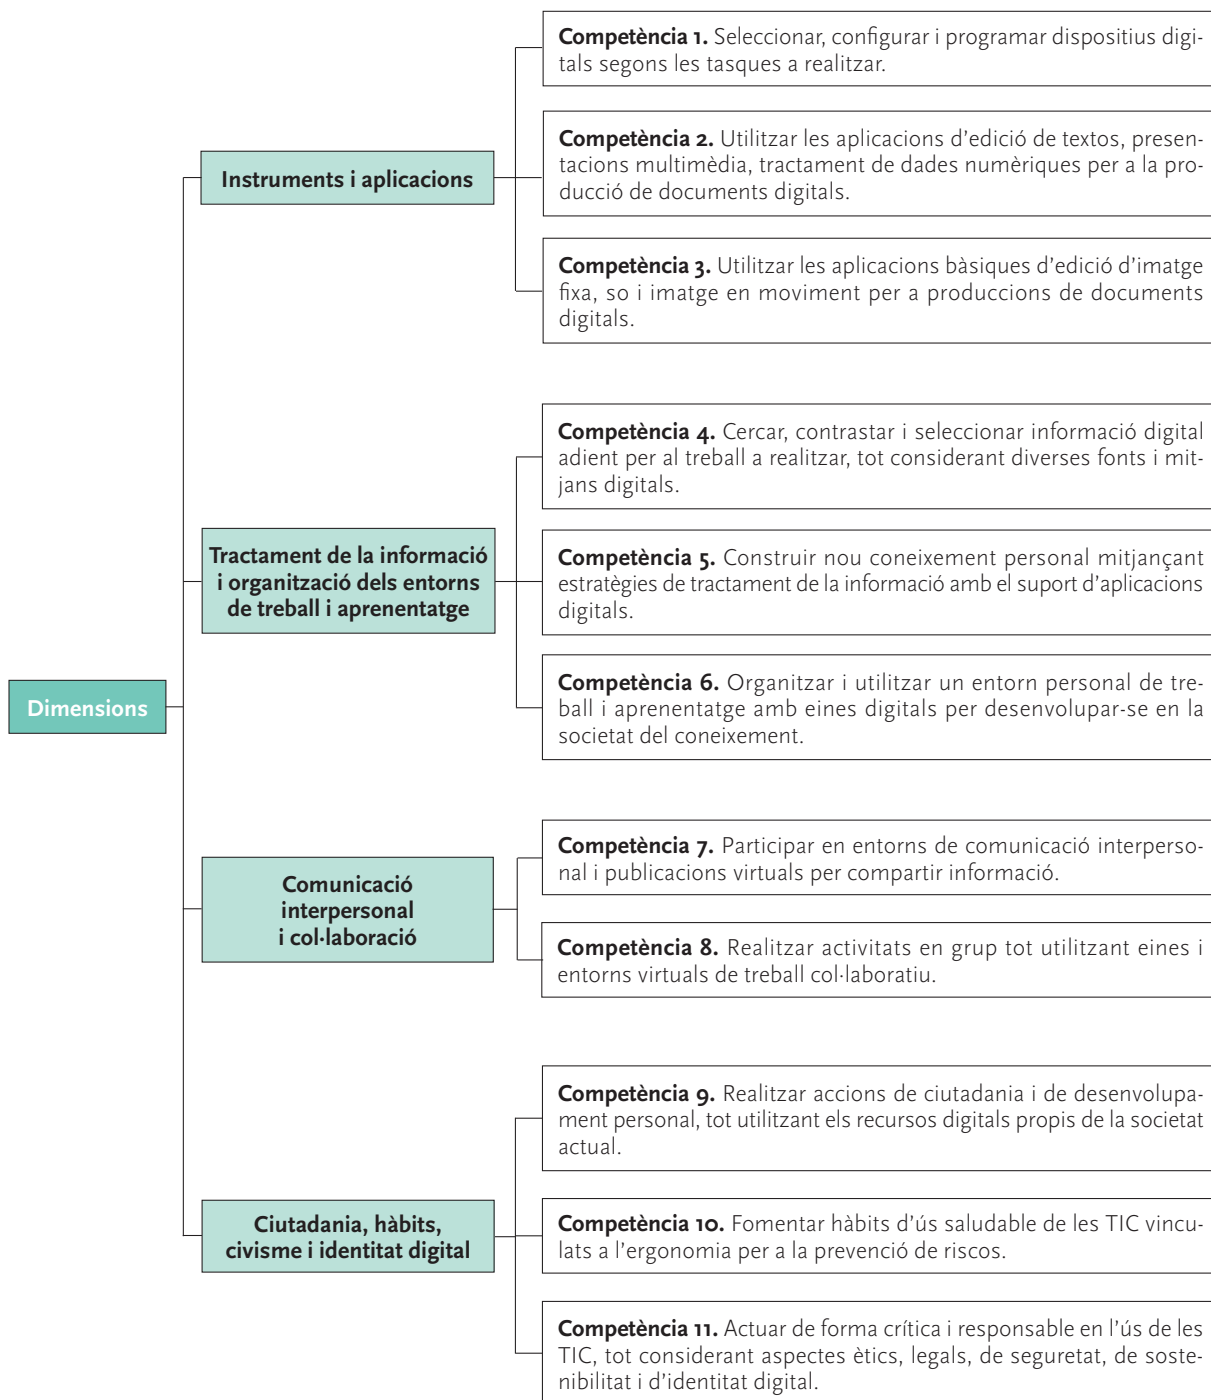 Competència 1. Seleccionar, configurar i programar dispositius digi-
tals segons les tasques a realitzar.
Competència 2. Utilitzar les aplicacions d’edició de textos, presen-
tacions multimèdia, tractament de dades numèriques per a la pro-
ducció de documents digitals.
Instruments i aplicacions
Competència 3. Utilitzar les aplicacions bàsiques d’edició d’imatge
fixa, so i imatge en moviment per a produccions de documents
digitals.
Competència 4. Cercar, contrastar i seleccionar informació digital
adient per al treball a realitzar, tot considerant diverses fonts i mit-
jans digitals.
Tractament de la informació
i organització dels entorns
de treball i aprenentatge
Competència 5. Construir nou coneixement personal mitjançant
estratègies de tractament de la informació amb el suport d’aplicacions
digitals.
Competència 6. Organitzar i utilitzar un entorn personal de tre-
ball i aprenentatge amb eines digitals per desenvolupar-se en la
societat del coneixement.
Dimensions
Competència 7. Participar en entorns de comunicació interperso-
nal i publicacions virtuals per compartir informació.
Comunicació
interpersonal
i col·laboració
Competència 8. Realitzar activitats en grup tot utilitzant eines i
entorns virtuals de treball col·laboratiu.
Competència 9. Realitzar accions de ciutadania i de desenvolupa-
ment personal, tot utilitzant els recursos digitals propis de la societat
actual.
Ciutadania, hàbits,
civisme i identitat digital
Competència 10. Fomentar hàbits d’ús saludable de les TIC vincu-
lats a l’ergonomia per a la prevenció de riscos.
Competència 11. Actuar de forma crítica i responsable en l’ús de les
TIC, tot considerant aspectes ètics, legals, de seguretat, de soste-
nibilitat i d’identitat digital.